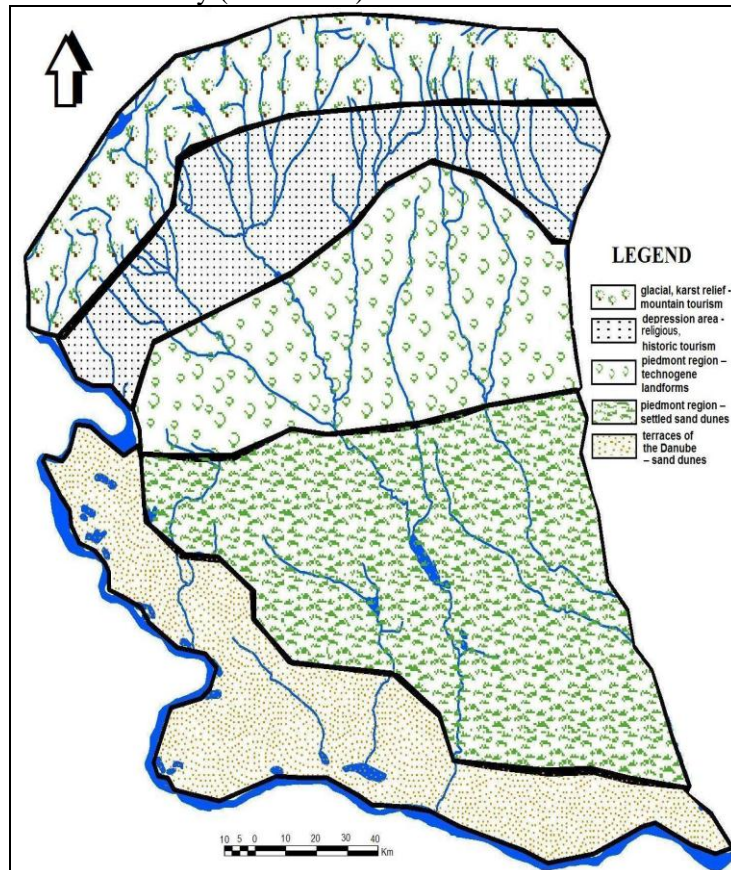 LEGEND
glacial, karst relief -
mountain tourism
depression area -
religious,
historic tourism
piedmont region –
technogene
landforms
piedmont region –
settled sand dunes
terraces of
the Danube
– sand dunes
10 5 0 10 20 30 40
Km